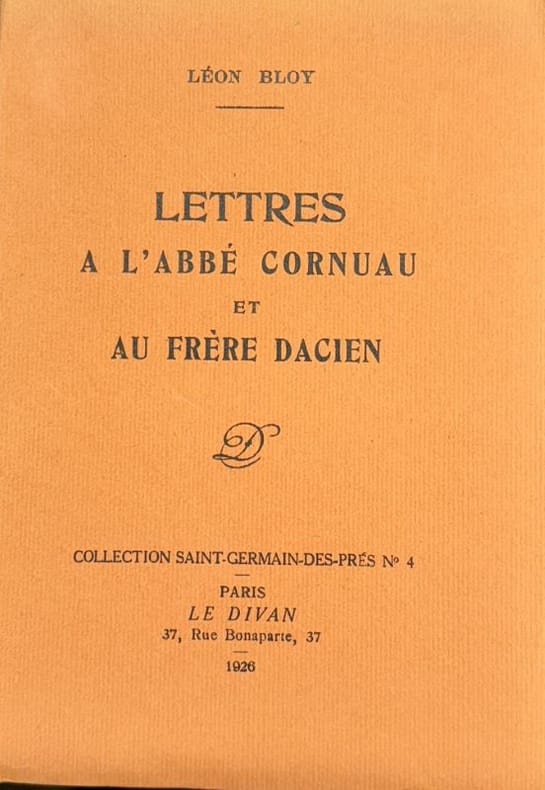 LÉON BLOY
LETTRES
A L'ABBÉ CORNUAU
ET
AU FRÈRE DACIEN
D
COLLECTION SAINT-GERMAIN-DES-PRÉS Nº 4
PARIS
LE DIVAN
37, Rue Bonaparte, 37
1926